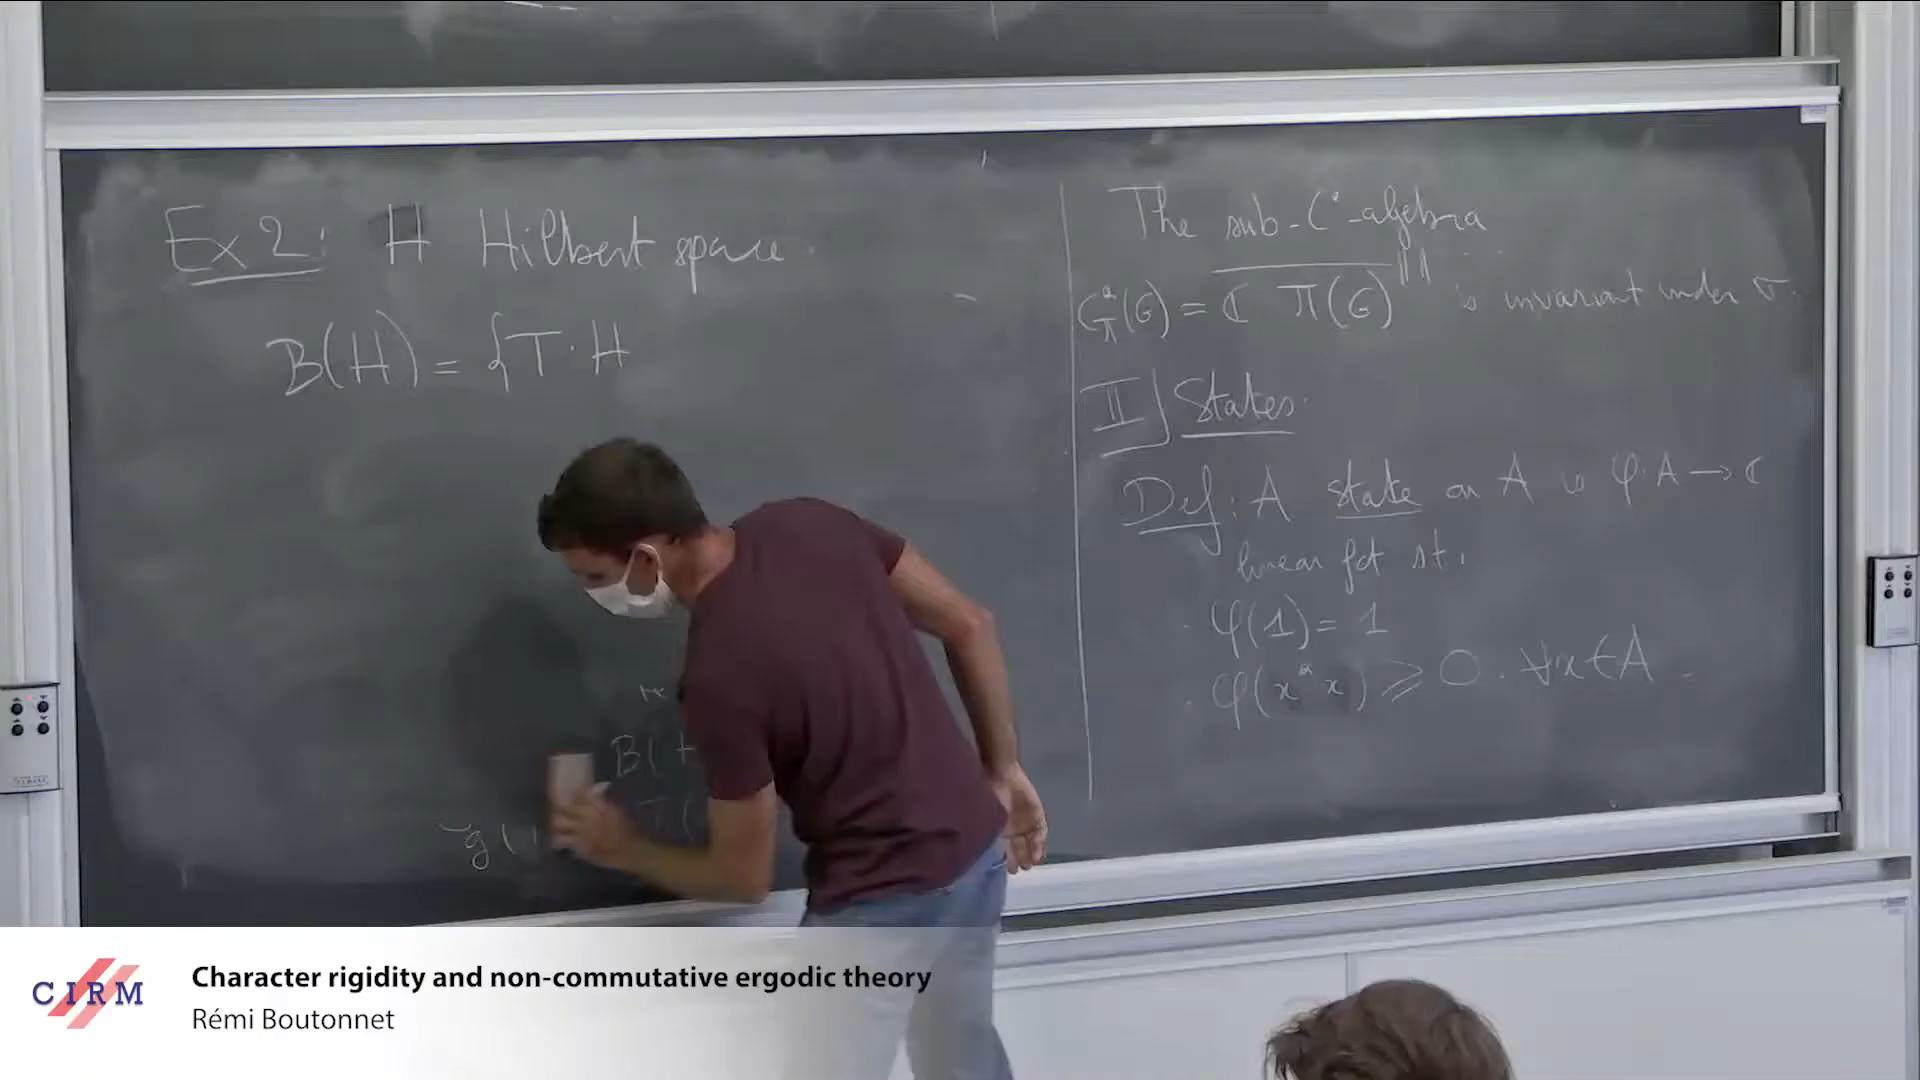 Ex 2: H Hilbert space.
B(H) = {T: H
B(H
T(
g(
The sub-C*-algebra
C*_π(G) = ℂ π(G)^{‖ ‖} is invariant under σ.
II] States.
Def: A state on A is φ: A → ℂ
linear fct st.
· φ(1) = 1
· φ(x* x) ≥ 0. ∀x ∈ A.
CIRM
Character rigidity and non-commutative ergodic theory
Rémi Boutonnet